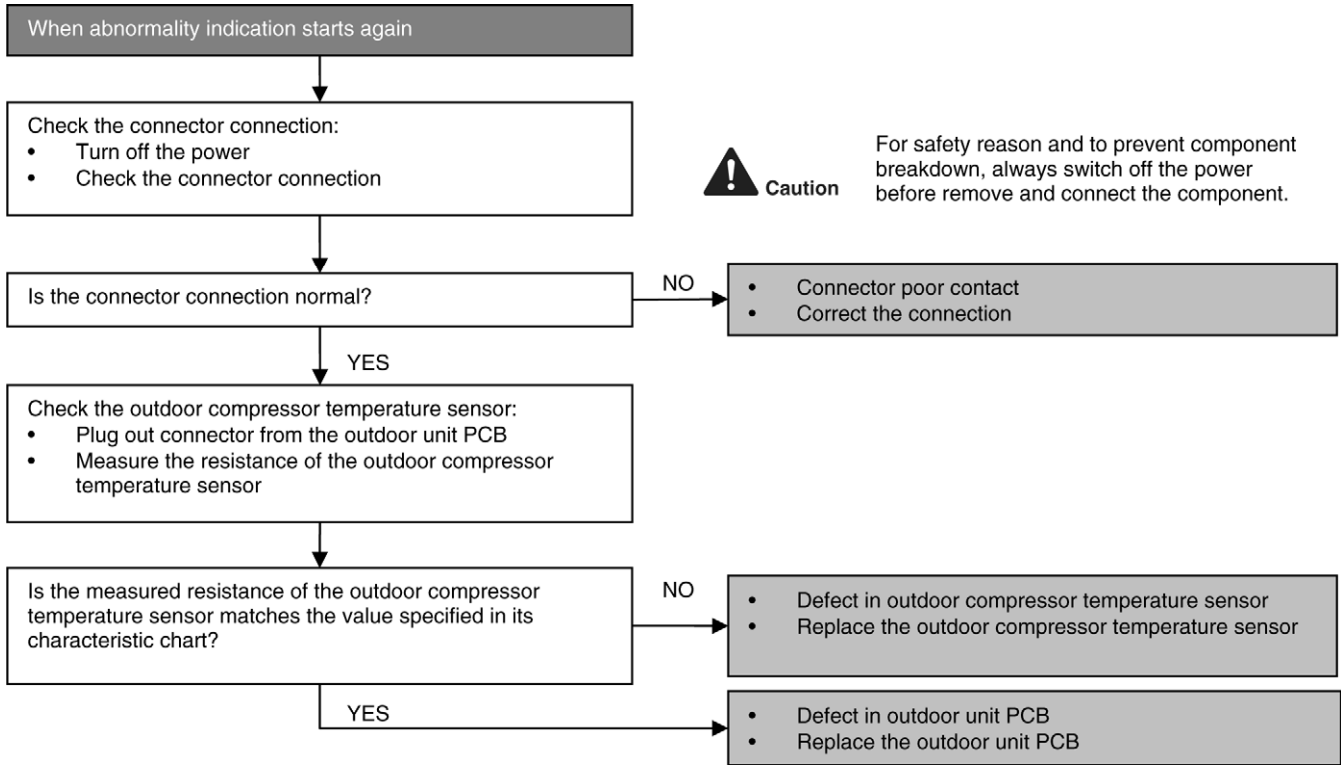 When abnormality indication starts again
Check the connector connection:
• Turn off the power
• Check the connector connection
For safety reason and to prevent component
breakdown, always switch off the power
before remove and connect the component.
Caution
Is the connector connection normal?
NO
• Connector poor contact
• Correct the connection
YES
Check the outdoor compressor temperature sensor:
• Plug out connector from the outdoor unit PCB
• Measure the resistance of the outdoor compressor
temperature sensor
Is the measured resistance of the outdoor compressor
temperature sensor matches the value specified in its
characteristic chart?
NO
• Defect in outdoor compressor temperature sensor
• Replace the outdoor compressor temperature sensor
YES
• Defect in outdoor unit PCB
• Replace the outdoor unit PCB